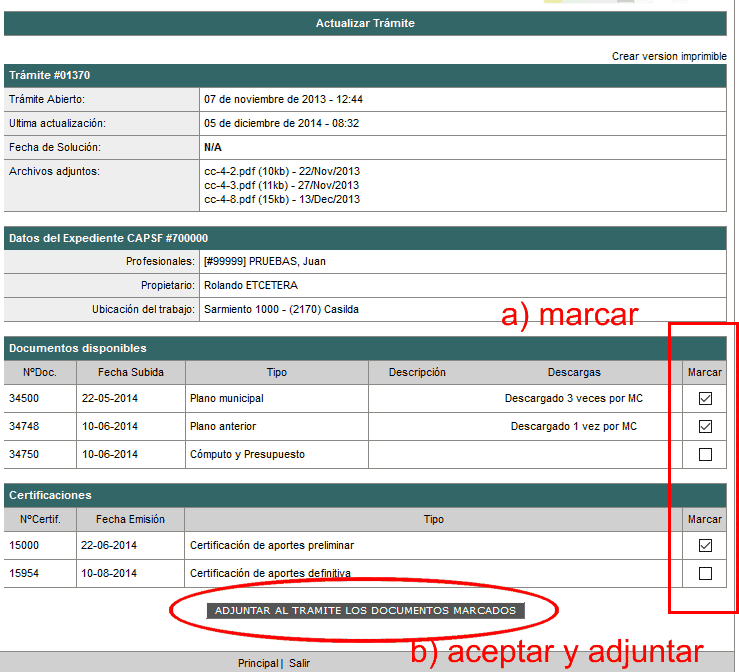 Actualizar Trámite
Crear version imprimible
Trámite #01370
Trámite Abierto: 07 de noviembre de 2013 - 12:44
Ultima actualización: 05 de diciembre de 2014 - 08:32
Fecha de Solución: N/A
Archivos adjuntos: cc-4-2.pdf (10kb) - 22/Nov/2013
cc-4-3.pdf (11kb) - 27/Nov/2013
cc-4-8.pdf (15kb) - 13/Dec/2013
Datos del Expediente CAPSF #700000
Profesionales: [#99999] PRUEBAS, Juan
Propietario: Rolando ETCETERA
Ubicación del trabajo: Sarmiento 1000 - (2170) Casilda
a) marcar
Documentos disponibles
NºDoc. Fecha Subida Tipo Descripción Descargas Marcar
34500 22-05-2014 Plano municipal Descargado 3 veces por MC
34748 10-06-2014 Plano anterior Descargado 1 vez por MC
34750 10-06-2014 Cómputo y Presupuesto
Certificaciones
NºCertif. Fecha Emisión Tipo Marcar
15000 22-06-2014 Certificación de aportes preliminar
15954 10-08-2014 Certificación de aportes definitiva
ADJUNTAR AL TRAMITE LOS DOCUMENTOS MARCADOS
b) aceptar y adjuntar
Principal | Salir